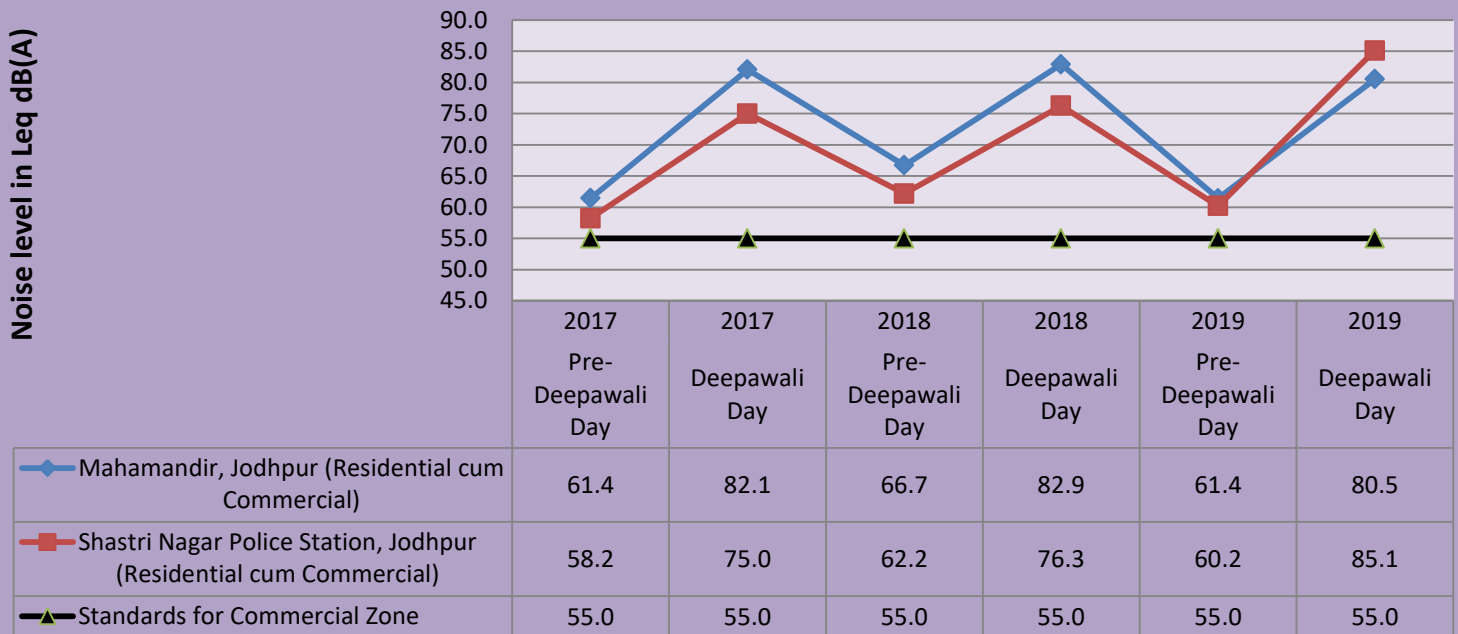 Noise level in Leq dB(A)
90.0
85.0
80.0
75.0
70.0
65.0
60.0
55.0
50.0
45.0
2017 2017 2018 2018 2019 2019
Pre-
Deepawali
Day
Deepawali
Day
Pre-
Deepawali
Day
Deepawali
Day
Pre-
Deepawali
Day
Deepawali
Day
Mahamandir, Jodhpur (Residential cum
Commercial)
61.4 82.1 66.7 82.9 61.4 80.5
Shastri Nagar Police Station, Jodhpur
(Residential cum Commercial)
58.2 75.0 62.2 76.3 60.2 85.1
Standards for Commercial Zone 55.0 55.0 55.0 55.0 55.0 55.0